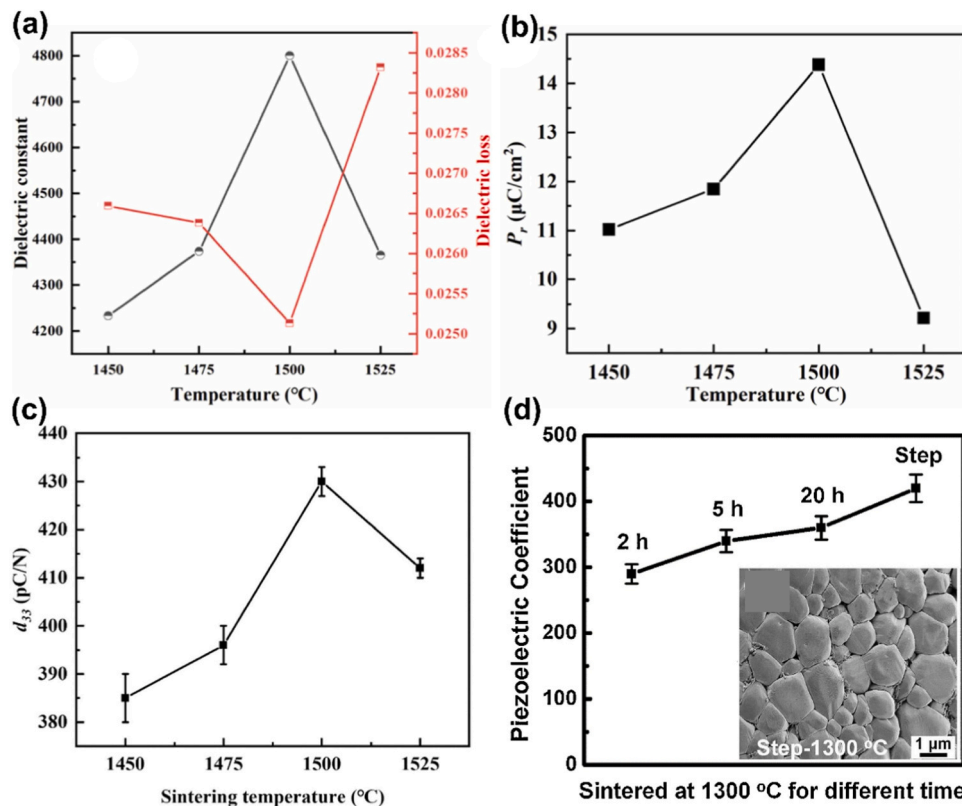 (a)
4800
4700
4600
4500
4400
4300
4200
Dielectric constant
0.0285
0.0280
0.0275
0.0270
0.0265
0.0260
0.0255
0.0250
Dielectric loss
1450 1475 1500 1525
Temperature (°C)
(b)
15
14
13
12
11
10
9
Pr (μC/cm²)
1450 1475 1500 1525
Temperature (°C)
(c)
440
430
420
410
400
390
380
d33 (pC/N)
1450 1475 1500 1525
Sintering temperature (°C)
(d)
500
400
300
200
100
0
Piezoelectric Coefficient
2 h
5 h
20 h
Step
Step-1300 °C
1 μm
Sintered at 1300 °C for different time